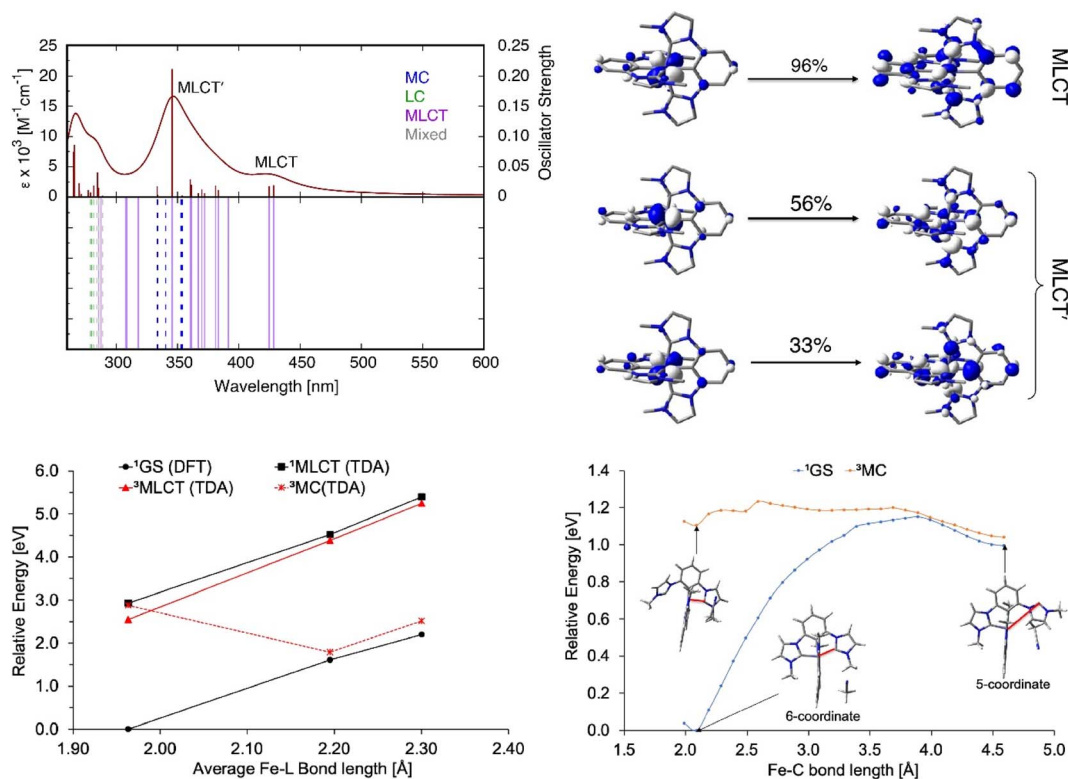 25
20
15
10
5
0
ε x 10³ [M⁻¹cm⁻¹]
0.25
0.20
0.15
0.10
0.05
0.00
Oscillator Strength
MLCT′
MLCT
MC
LC
MLCT
Mixed
300
350
400
450
500
550
600
Wavelength [nm]
96%
MLCT
56%
33%
MLCT′
¹GS (DFT)
¹MLCT (TDA)
³MLCT (TDA)
³MC(TDA)
6.0
5.0
4.0
3.0
2.0
1.0
0.0
Relative Energy [eV]
1.90
2.00
2.10
2.20
2.30
2.40
Average Fe-L Bond length [Å]
¹GS
³MC
1.4
1.2
1.0
0.8
0.6
0.4
0.2
0.0
Relative Energy [eV]
6-coordinate
5-coordinate
1.5
2.0
2.5
3.0
3.5
4.0
4.5
5.0
Fe-C bond length [Å]